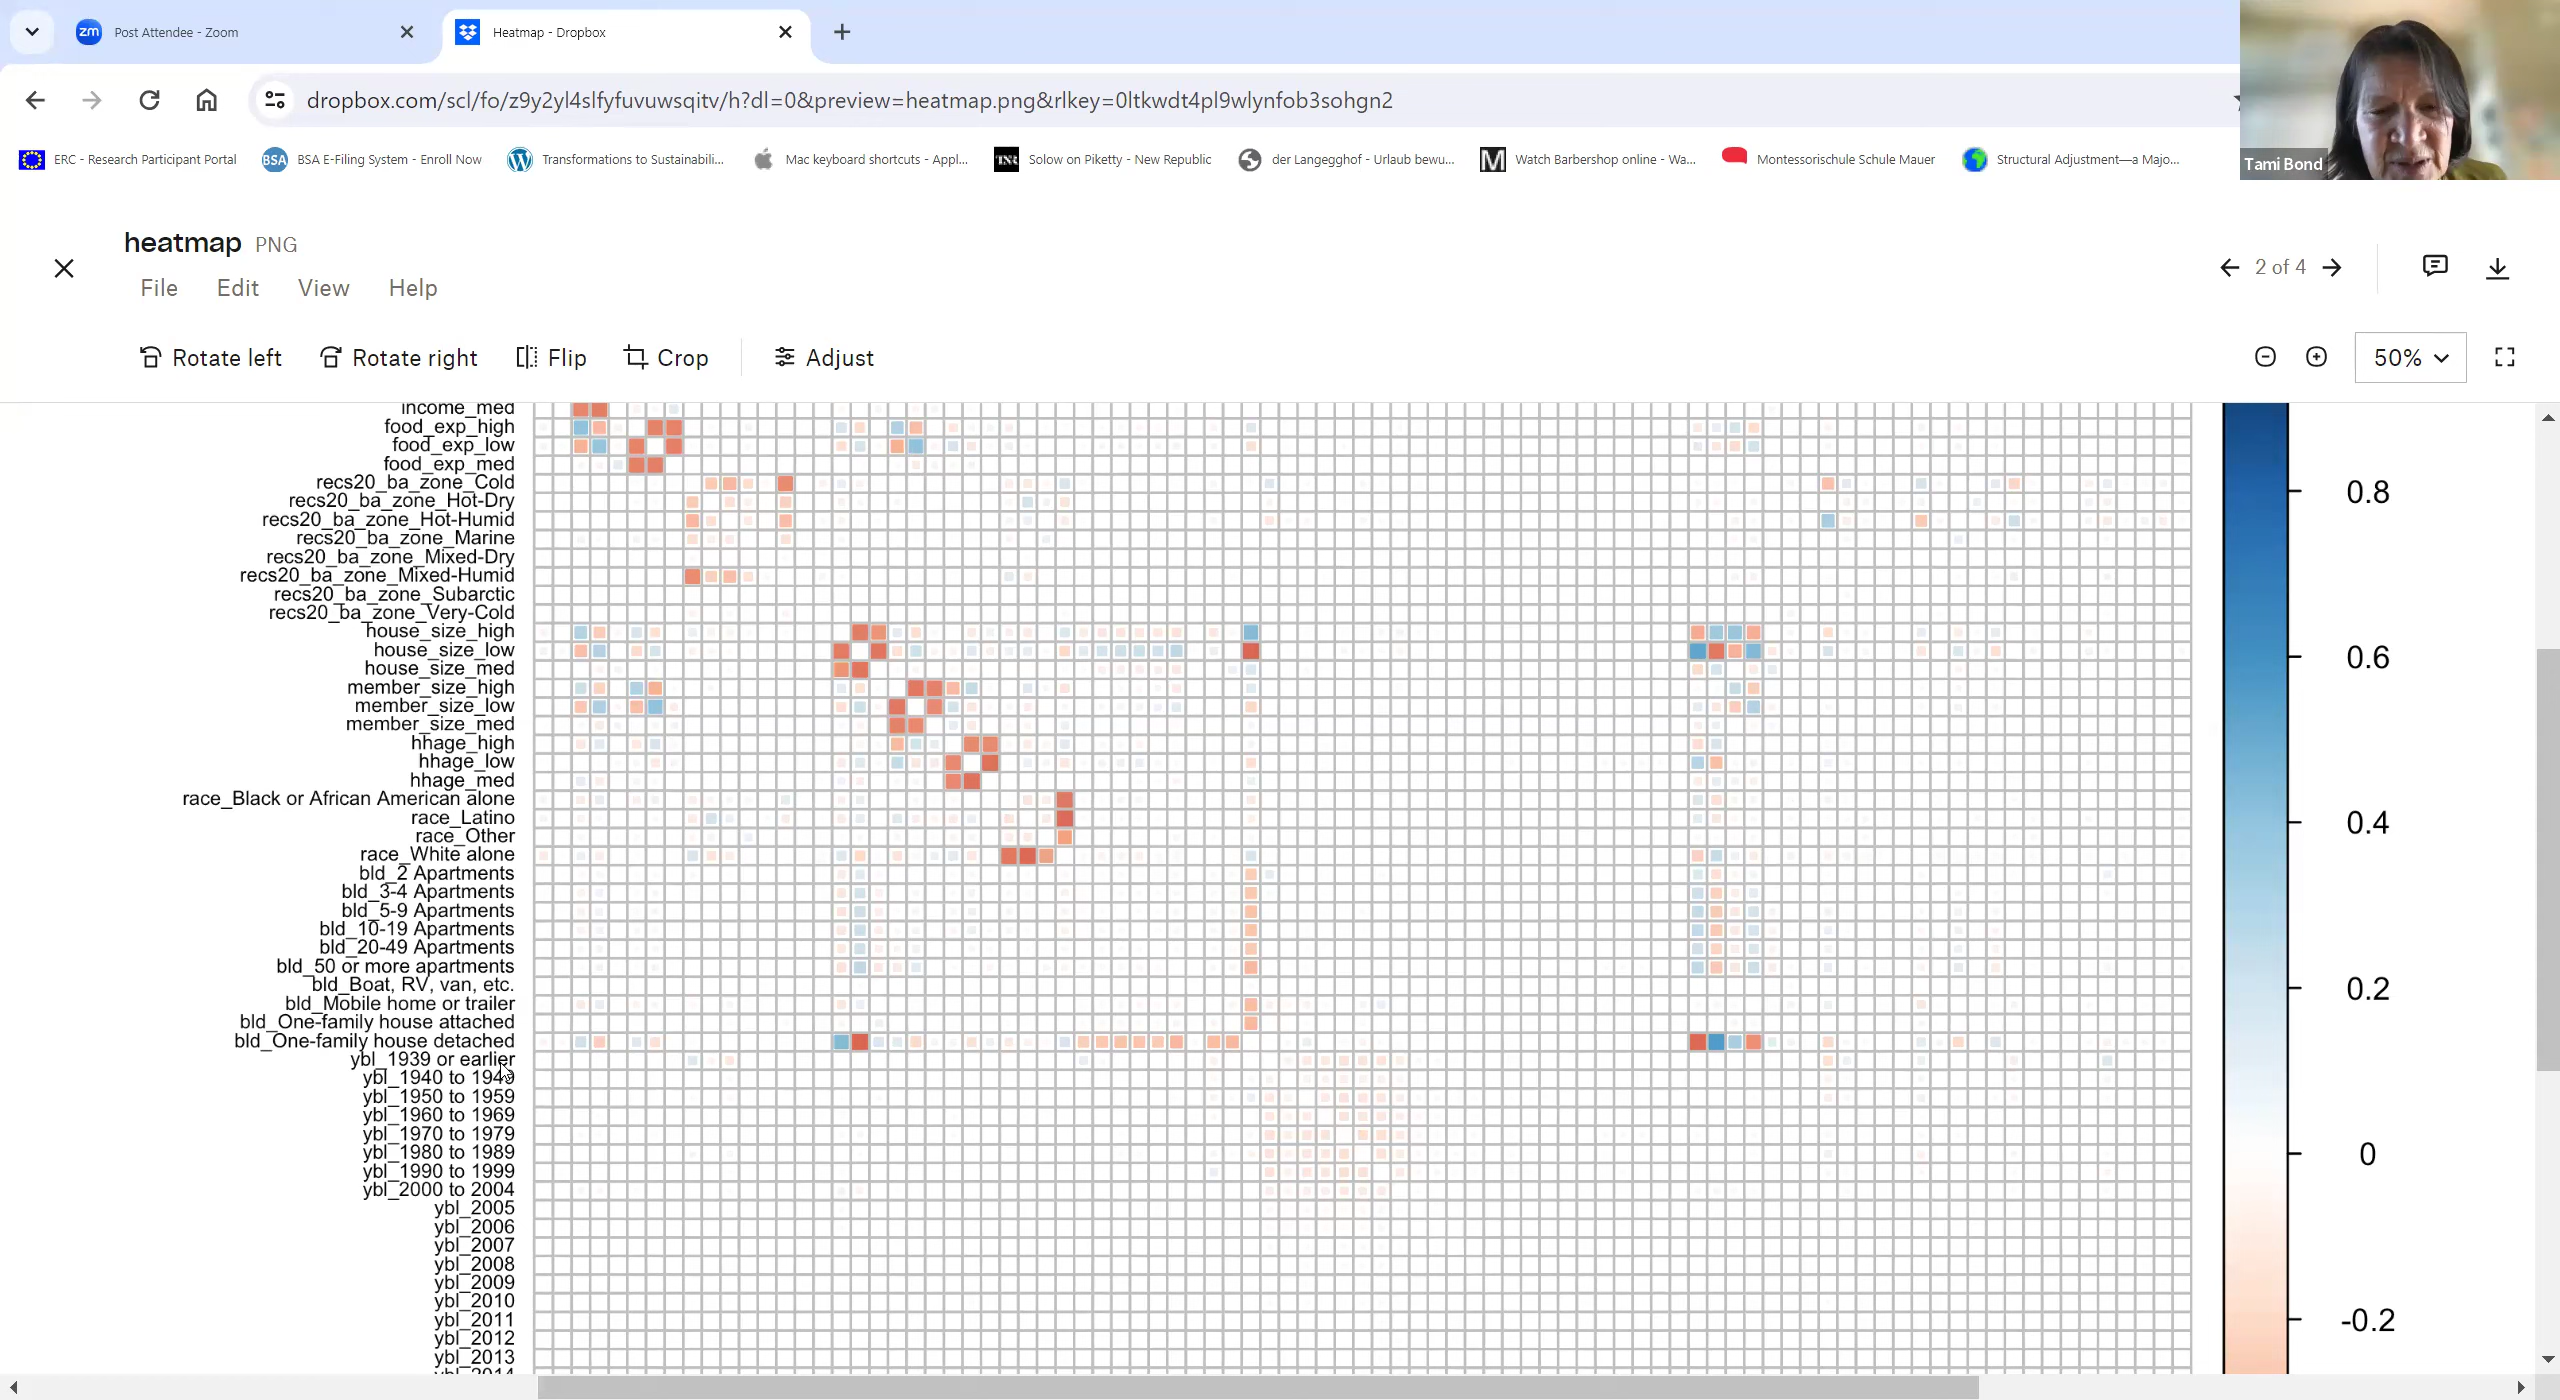 Post Attendee - Zoom
Heatmap - Dropbox
dropbox.com/scl/fo/z9y2yl4slfyfuvuwsqitv/h?dl=0&preview=heatmap.png&rlkey=0ltkwdt4pl9wlynfob3sohgn2
ERC - Research Participant Portal
BSA E-Filing System - Enroll Now
Transformations to Sustainabili...
Mac keyboard shortcuts - Appl...
Solow on Piketty - New Republic
der Langegghof - Urlaub bewu...
Watch Barbershop online - Wa...
Montessorischule Schule Mauer
Structural Adjustment—a Majo...
Tami Bond
heatmap PNG
File Edit View Help
2 of 4
Rotate left Rotate right Flip Crop Adjust
50%
income_med
food_exp_high
food_exp_low
food_exp_med
recs20_ba_zone_Cold
recs20_ba_zone_Hot-Dry
recs20_ba_zone_Hot-Humid
recs20_ba_zone_Marine
recs20_ba_zone_Mixed-Dry
recs20_ba_zone_Mixed-Humid
recs20_ba_zone_Subarctic
recs20_ba_zone_Very-Cold
house_size_high
house_size_low
house_size_med
member_size_high
member_size_low
member_size_med
hhage_high
hhage_low
hhage_med
race_Black or African American alone
race_Latino
race_Other
race_White alone
bld_2 Apartments
bld_3-4 Apartments
bld_5-9 Apartments
bld_10-19 Apartments
bld_20-49 Apartments
bld_50 or more apartments
bld_Boat, RV, van, etc.
bld_Mobile home or trailer
bld_One-family house attached
bld_One-family house detached
ybl_1939 or earlier
ybl_1940 to 1949
ybl_1950 to 1959
ybl_1960 to 1969
ybl_1970 to 1979
ybl_1980 to 1989
ybl_1990 to 1999
ybl_2000 to 2004
ybl_2005
ybl_2006
ybl_2007
ybl_2008
ybl_2009
ybl_2010
ybl_2011
ybl_2012
ybl_2013
0.8
0.6
0.4
0.2
0
-0.2